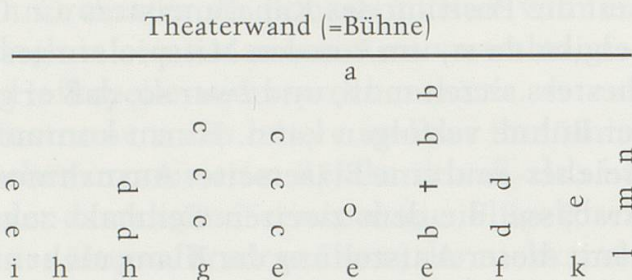 Theaterwand (=Bühne)
a
b
c c b
n
c c
e p t d e m
o
e p c c b d
i h h g e e e f k